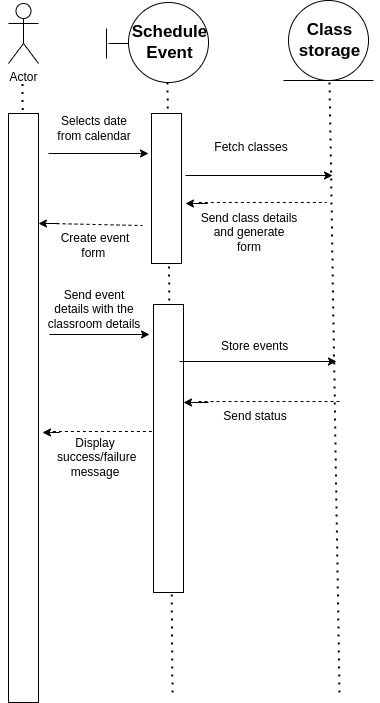 Schedule
Event
Class
storage
Actor
Selects date
from calendar
Fetch classes
Send class details
and generate
form
Create event
form
Send event
details with the
classroom details
Store events
Send status
Display
success/failure
message